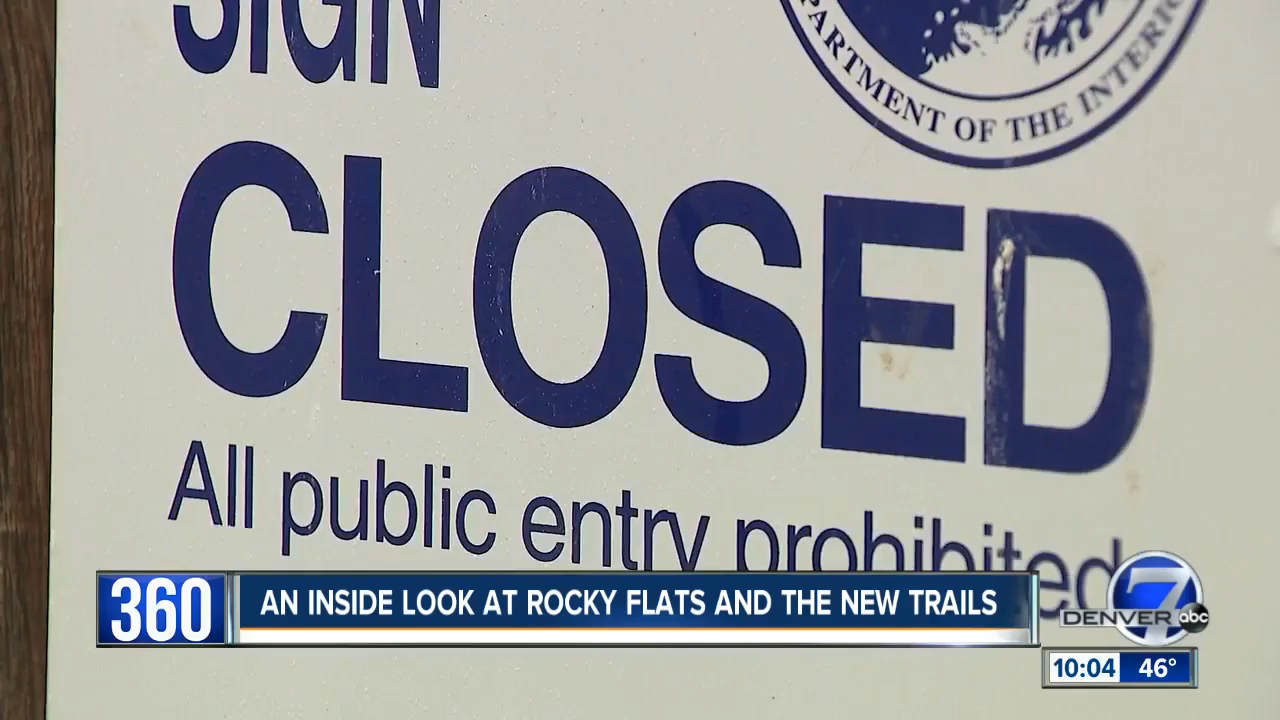 SIGN
DEPARTMENT OF THE INTERIOR
CLOSED
All public entry prohibited
360
AN INSIDE LOOK AT ROCKY FLATS AND THE NEW TRAILS
7
DENVER
abc
10:04 46°